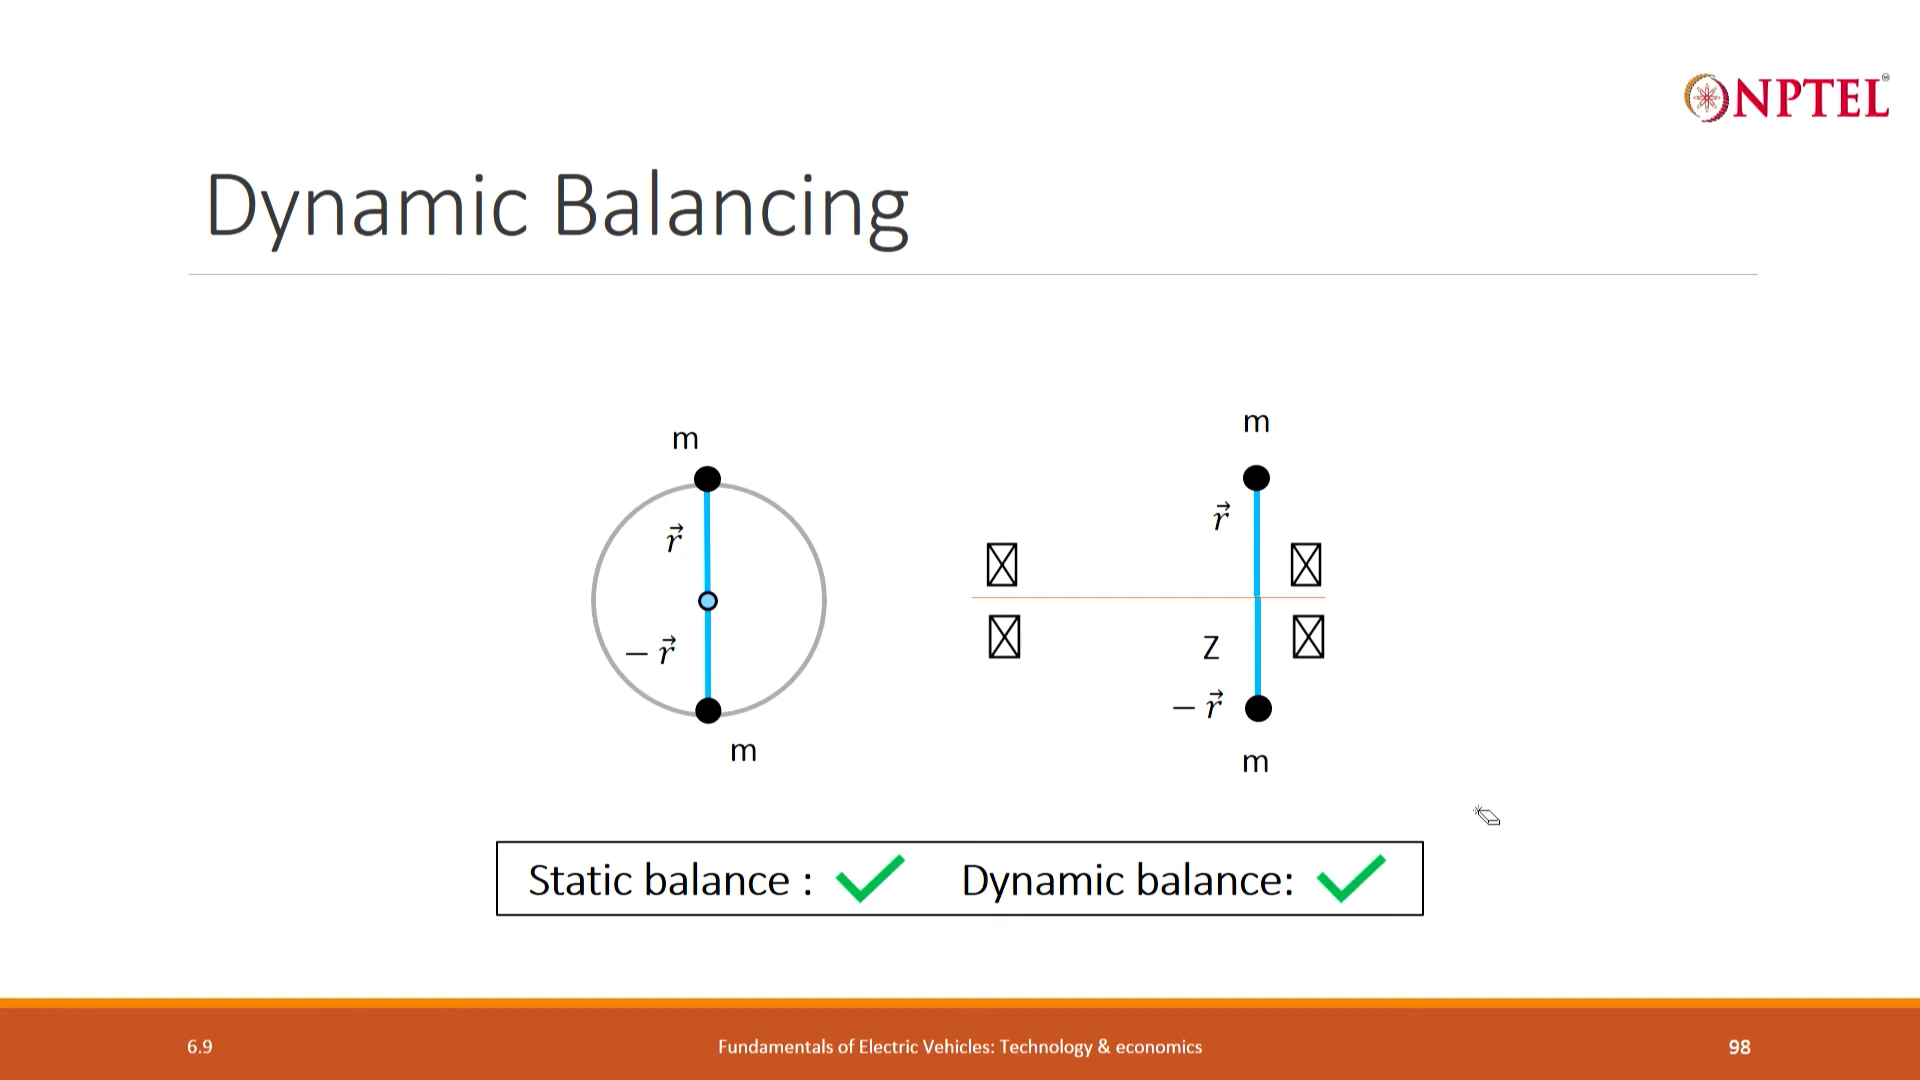 NPTEL
Dynamic Balancing
m
m
r⃗
r⃗
− r⃗
Z
− r⃗
m
m
Static balance : Dynamic balance:
6.9 Fundamentals of Electric Vehicles: Technology & economics 98